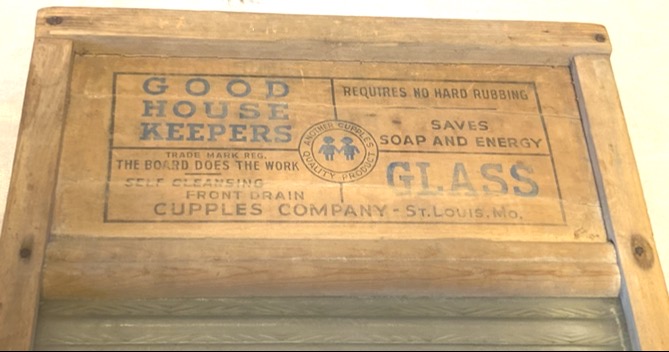 GOOD
HOUSE
KEEPERS
TRADE MARK REG.
THE BOARD DOES THE WORK
SELF CLEANSING
FRONT DRAIN
REQUIRES NO HARD RUBBING
SAVES
SOAP AND ENERGY
ANOTHER CUPPLES
QUALITY PRODUCT
GLASS
CUPPLES COMPANY - ST. LOUIS, MO.